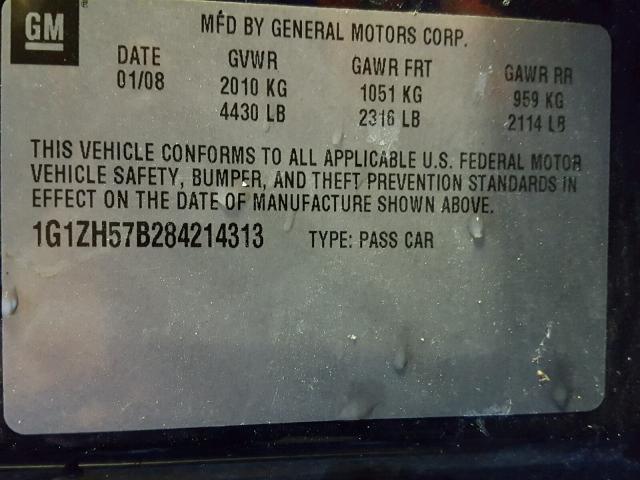 GM ®
MFD BY GENERAL MOTORS CORP.
DATE GVWR GAWR FRT GAWR RR
01/08 2010 KG 1051 KG 959 KG
4430 LB 2316 LB 2114 LB
THIS VEHICLE CONFORMS TO ALL APPLICABLE U.S. FEDERAL MOTOR
VEHICLE SAFETY, BUMPER, AND THEFT PREVENTION STANDARDS IN
EFFECT ON THE DATE OF MANUFACTURE SHOWN ABOVE.
1G1ZH57B284214313 TYPE: PASS CAR